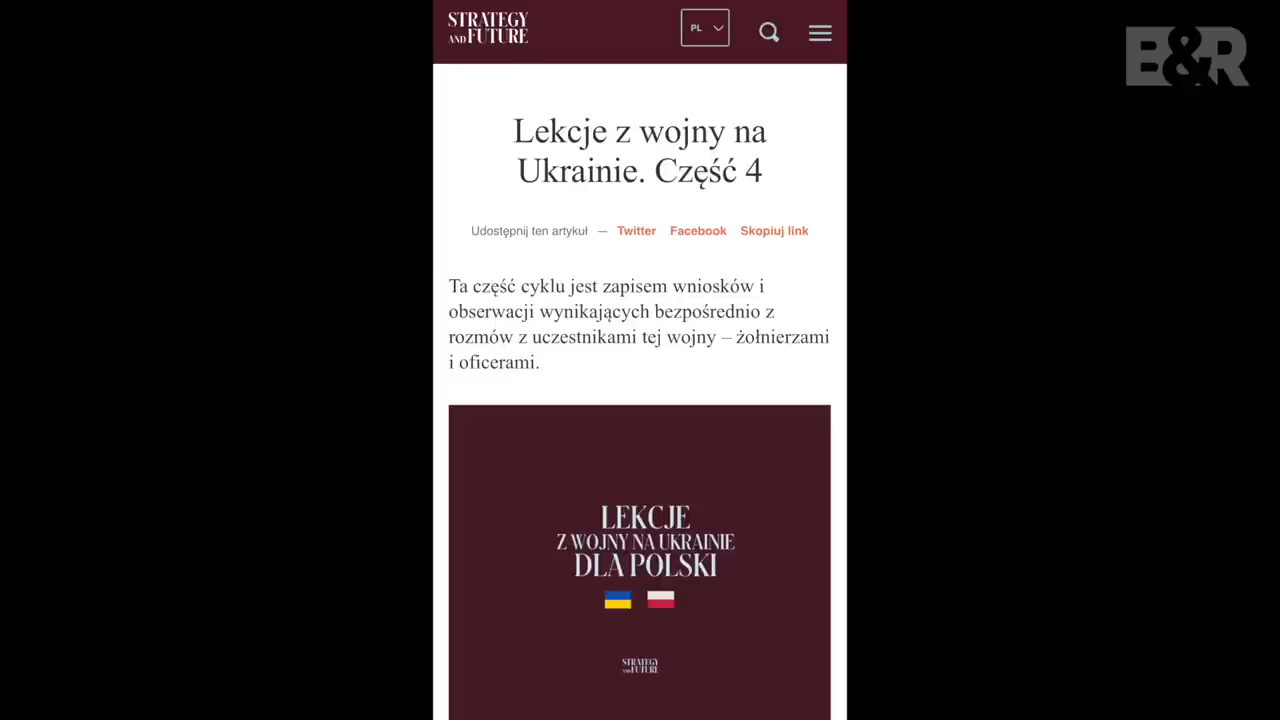 STRATEGY
AND FUTURE
PL
B&R
Lekcje z wojny na
Ukrainie. Część 4
Udostępnij ten artykuł — Twitter Facebook Skopiuj link
Ta część cyklu jest zapisem wniosków i
obserwacji wynikających bezpośrednio z
rozmów z uczestnikami tej wojny – żołnierzami
i oficerami.
LEKCJE
Z WOJNY NA UKRAINIE
DLA POLSKI
STRATEGY
AND FUTURE